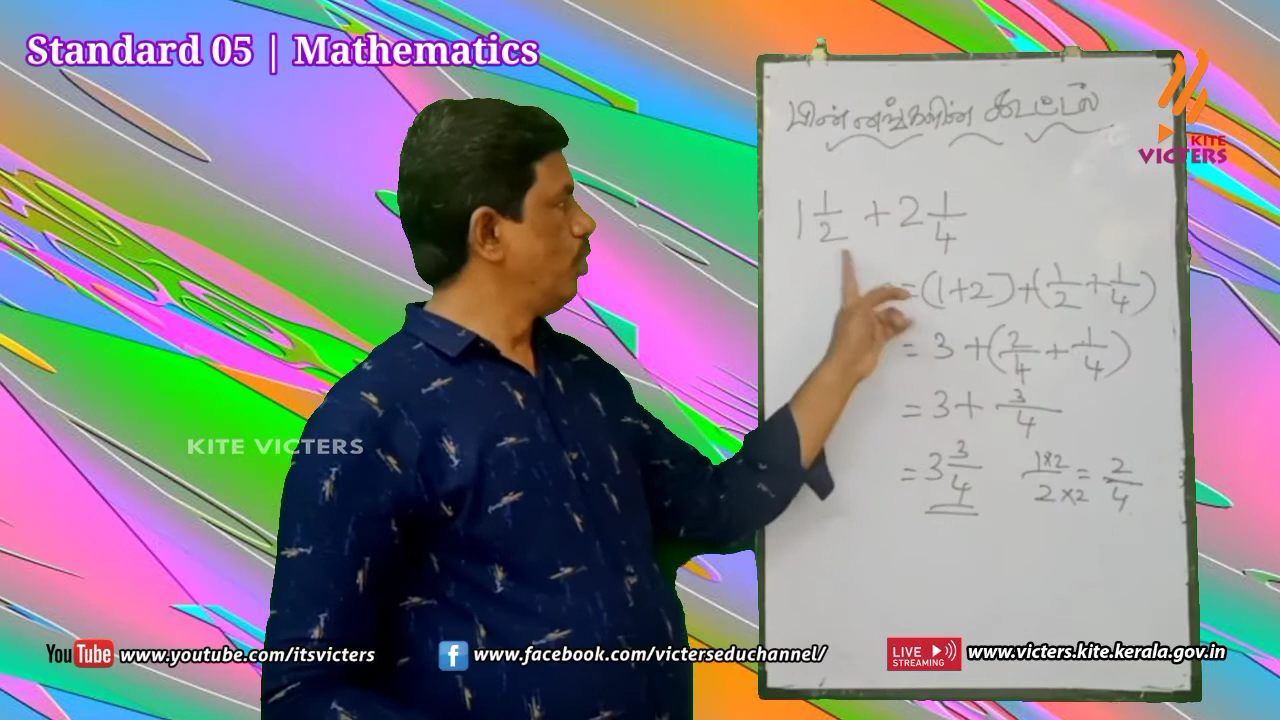 Standard 05 | Mathematics
பின்னங்களின் கூட்டல்
KITE
VICTERS
1 1/2 + 2 1/4
= (1+2) + (1/2 + 1/4)
= 3 + (2/4 + 1/4)
= 3 + 3/4
= 3 3/4
1×2/2×2 = 2/4
KITE VICTERS
YouTube www.youtube.com/itsvicters
f www.facebook.com/victerseduchannel/
LIVE STREAMING www.victers.kite.kerala.gov.in